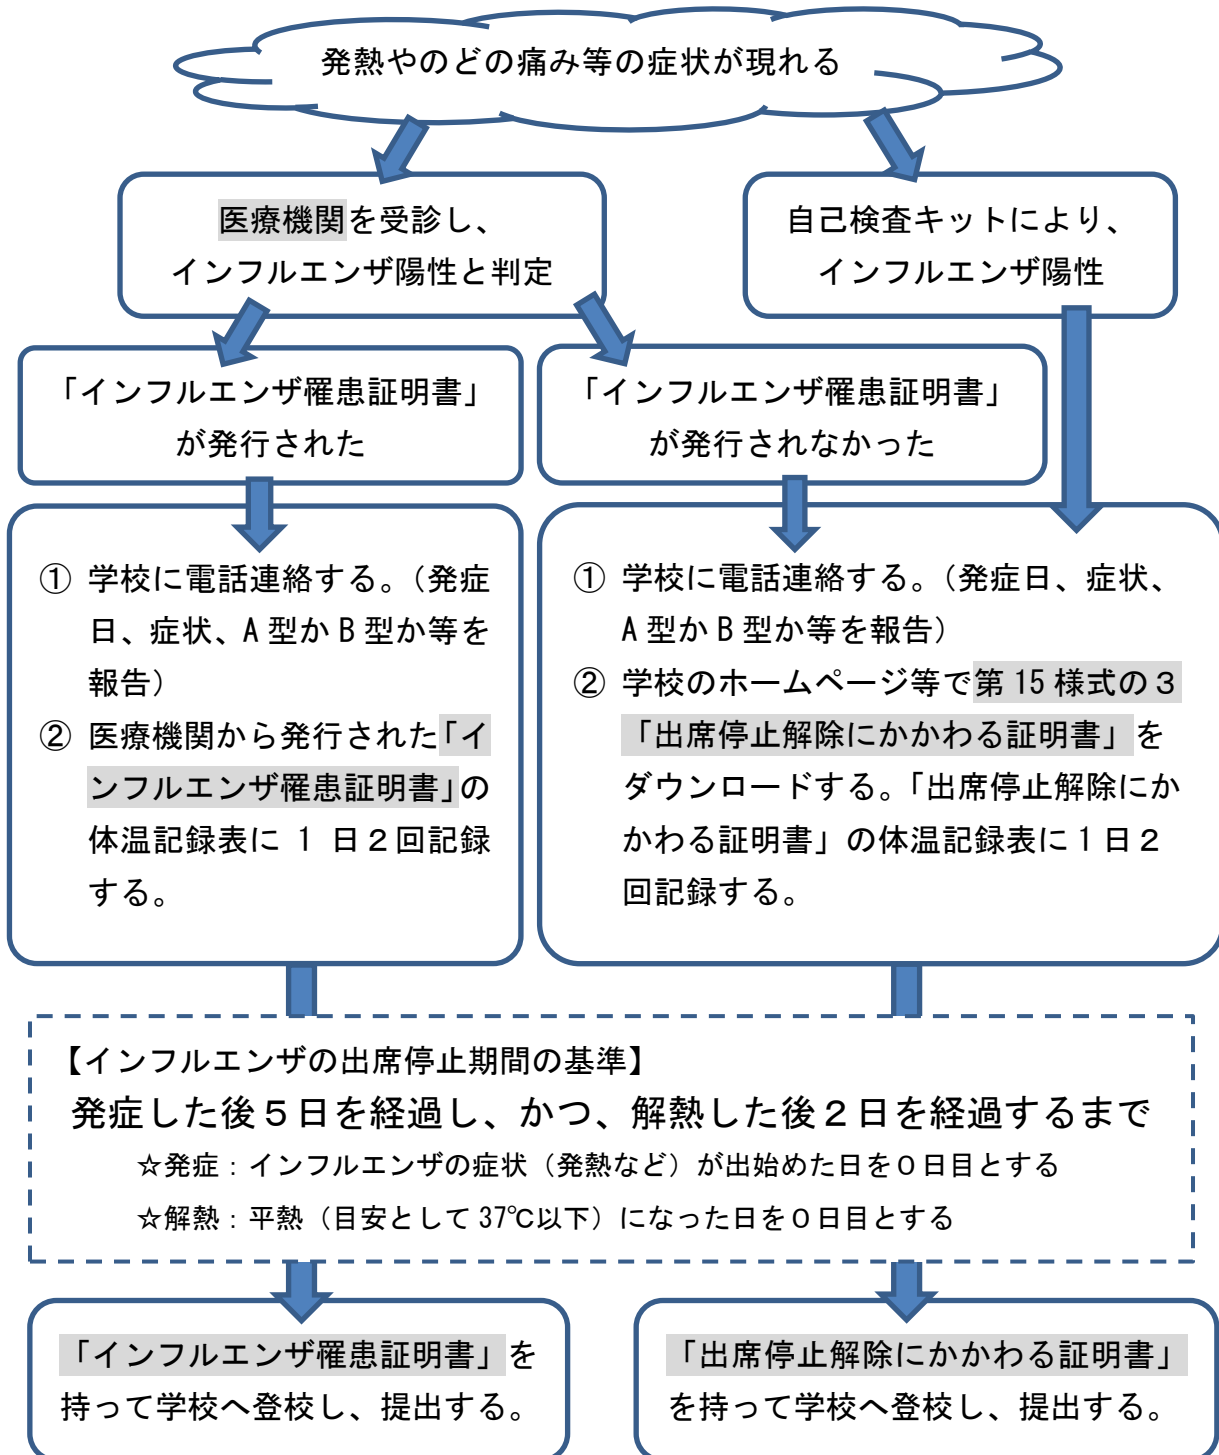 発熱やのどの痛み等の症状が現れる
医療機関を受診し、
インフルエンザ陽性と判定
自己検査キットにより、
インフルエンザ陽性
「インフルエンザ罹患証明書」
が発行された
「インフルエンザ罹患証明書」
が発行されなかった
① 学校に電話連絡する。（発症
日、症状、A型かB型か等を
報告）
② 医療機関から発行された「イ
ンフルエンザ罹患証明書」の
体温記録表に 1 日２回記録
する。
① 学校に電話連絡する。（発症日、症状、
A型かB型か等を報告）
② 学校のホームページ等で第15様式の３
「出席停止解除にかかわる証明書」を
ダウンロードする。「出席停止解除にか
かわる証明書」の体温記録表に1日２
回記録する。
【インフルエンザの出席停止期間の基準】
発症した後５日を経過し、かつ、解熱した後２日を経過するまで
☆発症：インフルエンザの症状（発熱など）が出始めた日を０日目とする
☆解熱：平熱（目安として37℃以下）になった日を０日目とする
「インフルエンザ罹患証明書」を
持って学校へ登校し、提出する。
「出席停止解除にかかわる証明書」
を持って学校へ登校し、提出する。